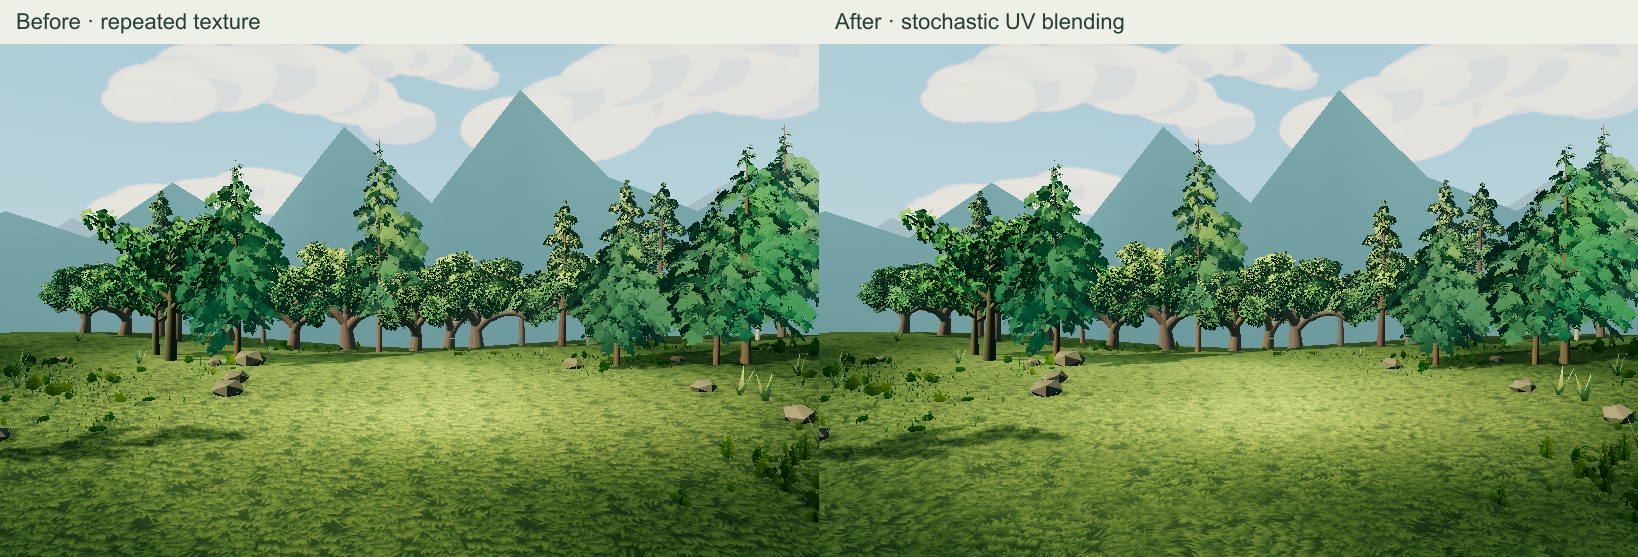 Before · repeated texture
After · stochastic UV blending